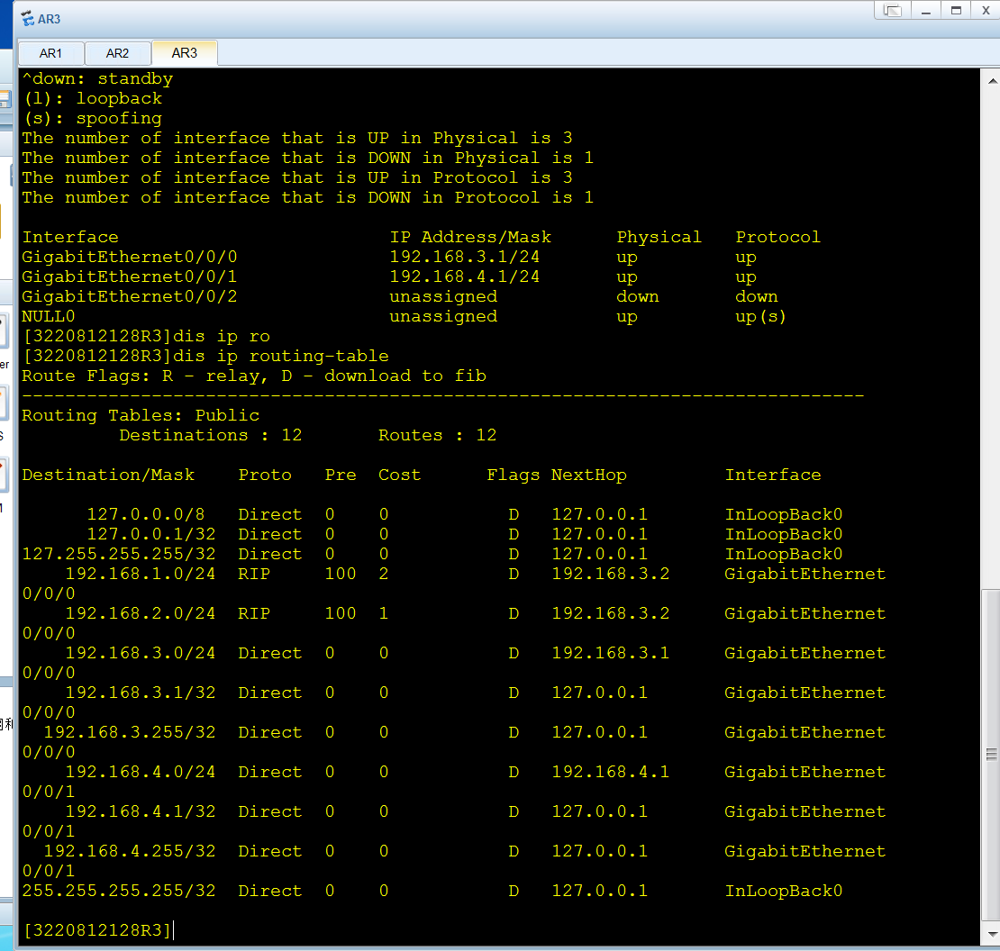 AR3
AR1 AR2 AR3
^down: standby
(l): loopback
(s): spoofing
The number of interface that is UP in Physical is 3
The number of interface that is DOWN in Physical is 1
The number of interface that is UP in Protocol is 3
The number of interface that is DOWN in Protocol is 1
Interface IP Address/Mask Physical Protocol
GigabitEthernet0/0/0 192.168.3.1/24 up up
GigabitEthernet0/0/1 192.168.4.1/24 up up
GigabitEthernet0/0/2 unassigned down down
NULL0 unassigned up up(s)
[3220812128R3]dis ip ro
[3220812128R3]dis ip routing-table
Route Flags: R - relay, D - download to fib
------------------------------------------------------------------------------
Routing Tables: Public
Destinations : 12 Routes : 12
Destination/Mask Proto Pre Cost Flags NextHop Interface
127.0.0.0/8 Direct 0 0 D 127.0.0.1 InLoopBack0
127.0.0.1/32 Direct 0 0 D 127.0.0.1 InLoopBack0
127.255.255.255/32 Direct 0 0 D 127.0.0.1 InLoopBack0
192.168.1.0/24 RIP 100 2 D 192.168.3.2 GigabitEthernet
0/0/0
192.168.2.0/24 RIP 100 1 D 192.168.3.2 GigabitEthernet
0/0/0
192.168.3.0/24 Direct 0 0 D 192.168.3.1 GigabitEthernet
0/0/0
192.168.3.1/32 Direct 0 0 D 127.0.0.1 GigabitEthernet
0/0/0
192.168.3.255/32 Direct 0 0 D 127.0.0.1 GigabitEthernet
0/0/0
192.168.4.0/24 Direct 0 0 D 192.168.4.1 GigabitEthernet
0/0/1
192.168.4.1/32 Direct 0 0 D 127.0.0.1 GigabitEthernet
0/0/1
192.168.4.255/32 Direct 0 0 D 127.0.0.1 GigabitEthernet
0/0/1
255.255.255.255/32 Direct 0 0 D 127.0.0.1 InLoopBack0
[3220812128R3]